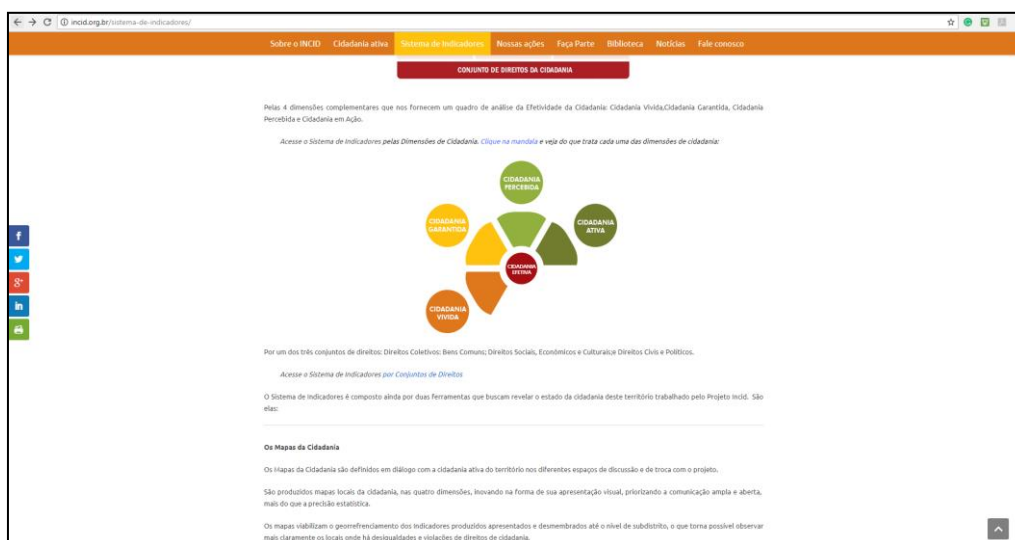 incid.org.br/sistema-de-indicadores/
Sobre o INCID Cidadania ativa Sistema de Indicadores Nossas ações Faça Parte Biblioteca Notícias Fale conosco
CONJUNTO DE DIREITOS DA CIDADANIA
Pelas 4 dimensões complementares que nos fornecem um quadro de análise da Efetividade da Cidadania: Cidadania Vivida,Cidadania Garantida, Cidadania
Percebida e Cidadania em Ação.
Acesse o Sistema de Indicadores pelas Dimensões de Cidadania. Clique na mandala e veja do que trata cada uma das dimensões de cidadania:
CIDADANIA
PERCEBIDA
CIDADANIA
GARANTIDA
CIDADANIA
ATIVA
CIDADANIA
EFETIVA
CIDADANIA
VIVIDA
f
g+
in
Por um dos três conjuntos de direitos: Direitos Coletivos: Bens Comuns; Direitos Sociais, Econômicos e Culturais;e Direitos Civis e Políticos.
Acesse o Sistema de Indicadores por Conjuntos de Direitos
O Sistema de Indicadores é composto ainda por duas ferramentas que buscam revelar o estado da cidadania deste território trabalhado pelo Projeto Incid. São
elas:
Os Mapas da Cidadania
Os Mapas da Cidadania são definidos em diálogo com a cidadania ativa do território nos diferentes espaços de discussão e de troca com o projeto.
São produzidos mapas locais da cidadania, nas quatro dimensões, inovando na forma de sua apresentação visual, priorizando a comunicação ampla e aberta,
mais do que a precisão estatística.
Os mapas viabilizam o georrefrenciamento dos indicadores produzidos apresentados e desmembrados até o nível de subdistrito, o que torna possível observar
mais claramente os locais onde há desigualdades e violações de direitos de cidadania.